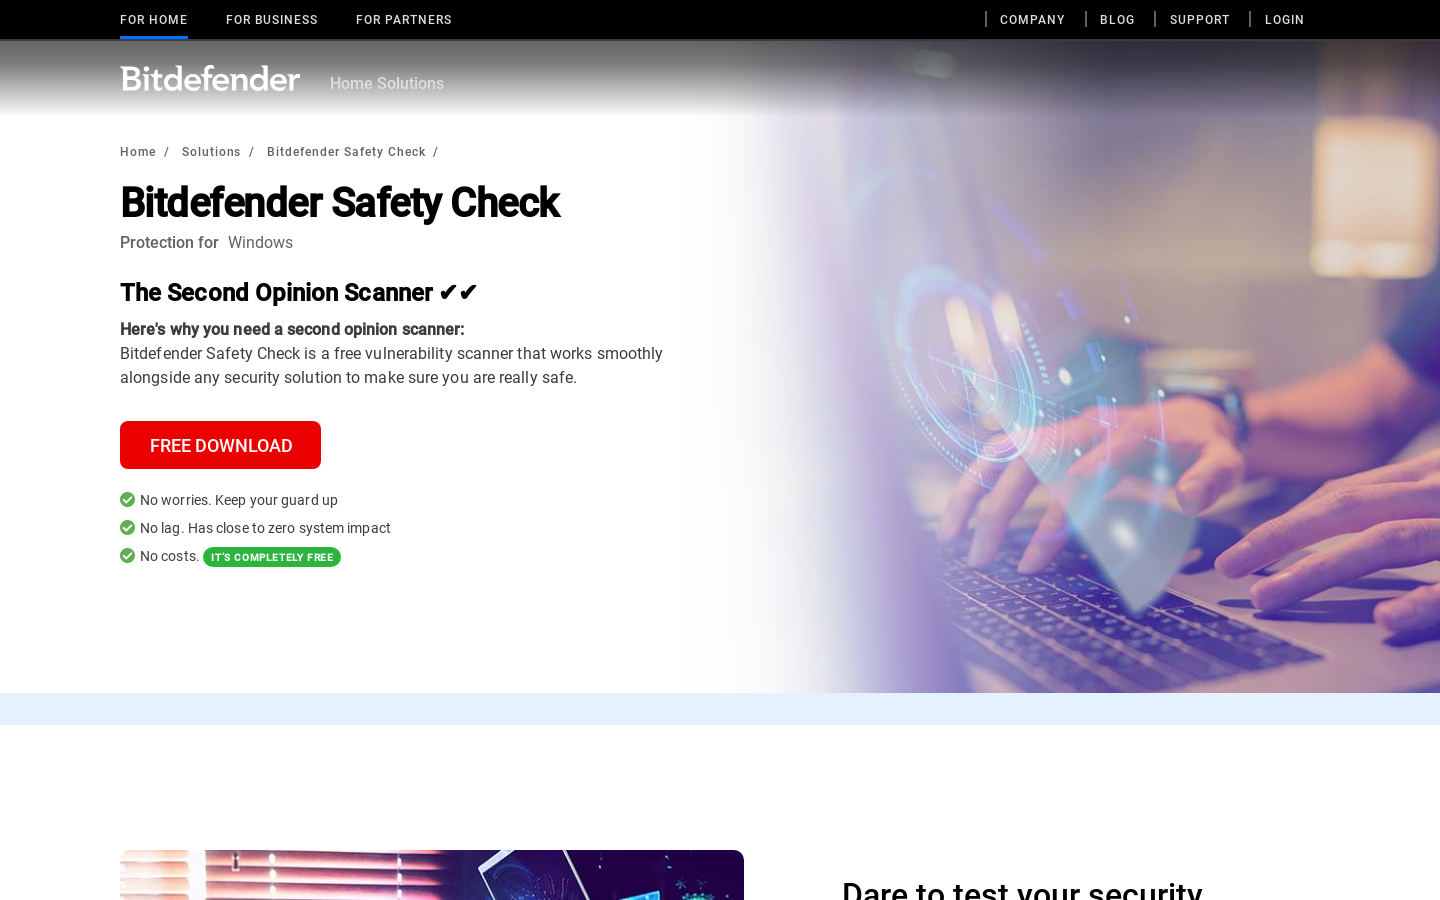 FOR HOME
FOR BUSINESS
FOR PARTNERS
COMPANY
BLOG
SUPPORT
LOGIN
Bitdefender
Home Solutions
Home / Solutions / Bitdefender Safety Check /
Bitdefender Safety Check
Protection for Windows
The Second Opinion Scanner ✔✔
Here's why you need a second opinion scanner:
Bitdefender Safety Check is a free vulnerability scanner that works smoothly
alongside any security solution to make sure you are really safe.
FREE DOWNLOAD
No worries. Keep your guard up
No lag. Has close to zero system impact
No costs. IT'S COMPLETELY FREE
Dare to test your security